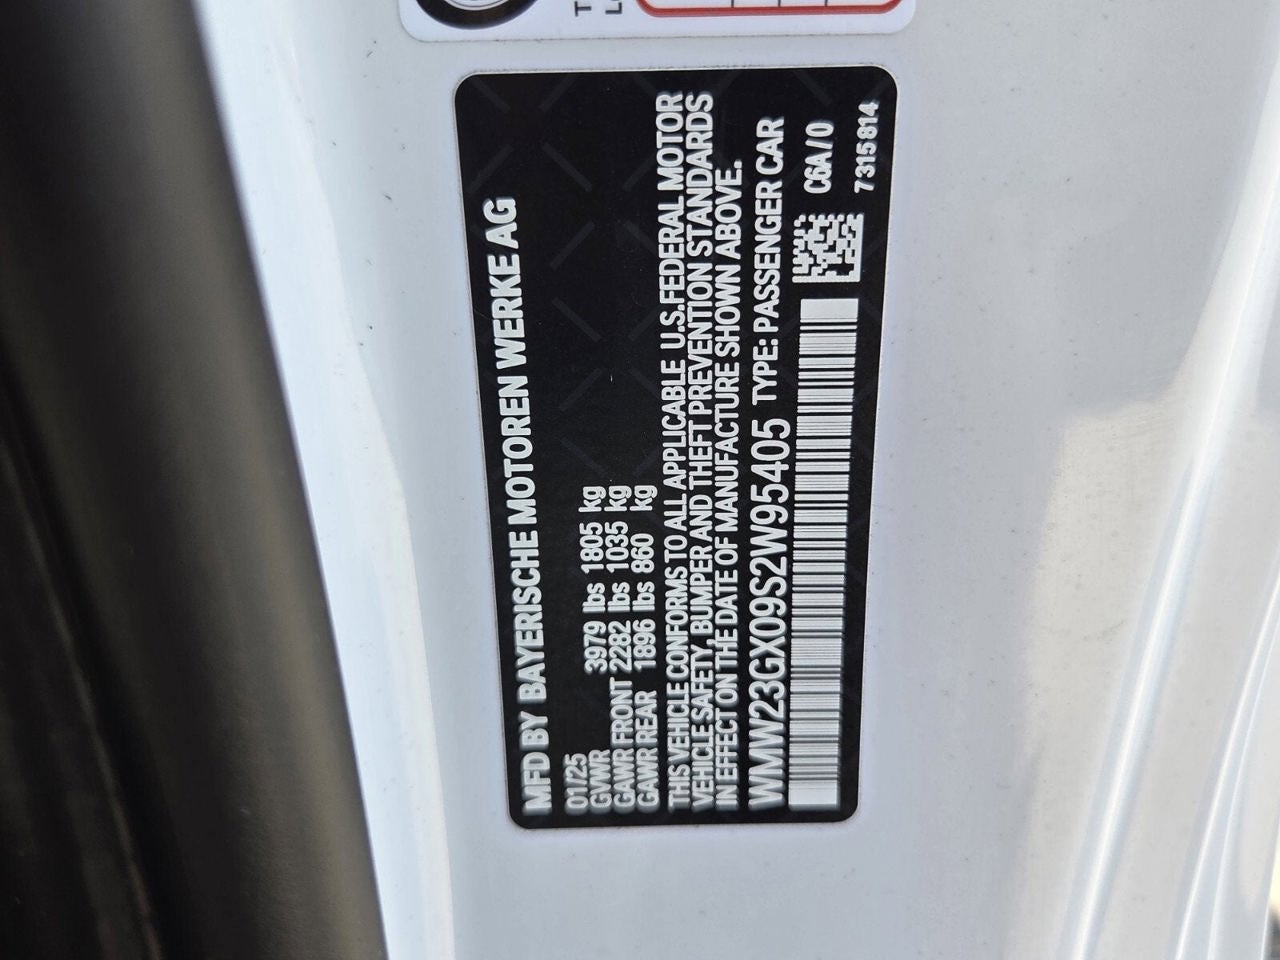 MFD BY BAYERISCHE MOTOREN WERKE AG
01/25
GVWR 3979 lbs 1805 kg
GAWR FRONT 2282 lbs 1035 kg
GAWR REAR 1896 lbs 860 kg
THIS VEHICLE CONFORMS TO ALL APPLICABLE U.S.FEDERAL MOTOR
VEHICLE SAFETY, BUMPER AND THEFT PREVENTION STANDARDS
IN EFFECT ON THE DATE OF MANUFACTURE SHOWN ABOVE.
WMW23GX09S2W95405 TYPE: PASSENGER CAR
C6A/0
7315814